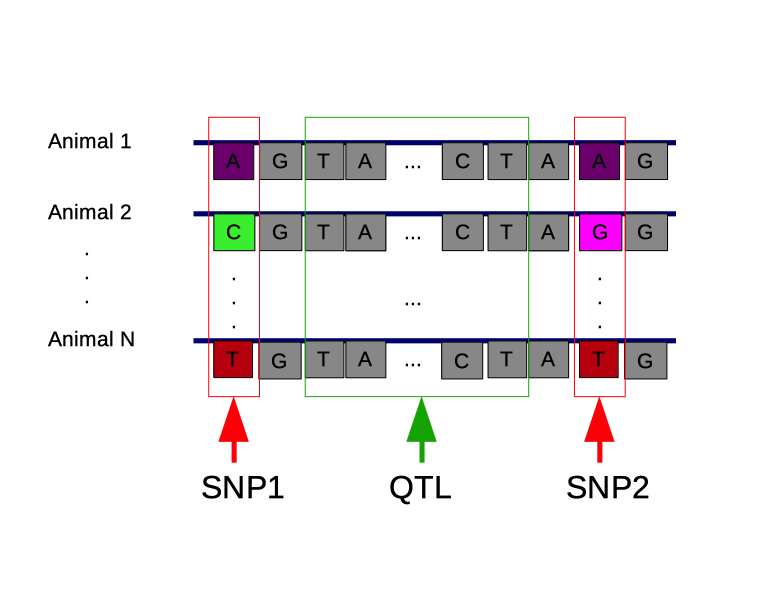 Animal 1 A G T A ... C T A A G
Animal 2 C G T A ... C T A G G
. . .
. . ... .
. . .
Animal N T G T A ... C T A T G
SNP1 QTL SNP2